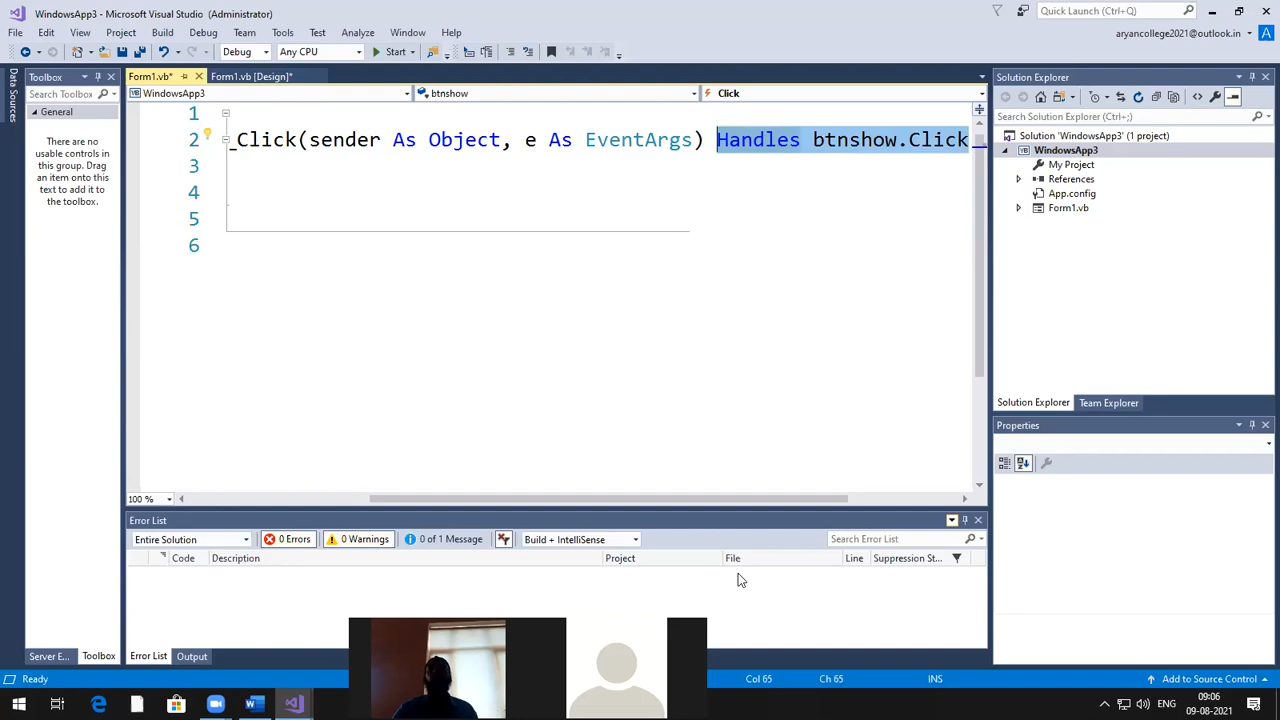 WindowsApp3 - Microsoft Visual Studio (Administrator)
Quick Launch (Ctrl+Q)
File Edit View Project Build Debug Team Tools Test Analyze Window Help
aryancollege2021@outlook.in A
Debug Any CPU Start
Data Sources
Toolbox
Search Toolbox
General
There are no
usable controls in
this group. Drag
an item onto this
text to add it to
the toolbox.
Form1.vb* Form1.vb [Design]*
WindowsApp3 btnshow Click
1
2 _Click(sender As Object, e As EventArgs) Handles btnshow.Click
3
4
5
6
100 %
Solution Explorer
Search Solution Explorer (Ctrl+;)
Solution 'WindowsApp3' (1 project)
WindowsApp3
My Project
References
App.config
Form1.vb
Solution Explorer Team Explorer
Properties
Error List
Entire Solution 0 Errors 0 Warnings 0 of 1 Message Build + IntelliSense Search Error List
Code Description Project File Line Suppression St...
Server E... Toolbox Error List Output
Ready Col 65 Ch 65 INS Add to Source Control
09:06
09-08-2021